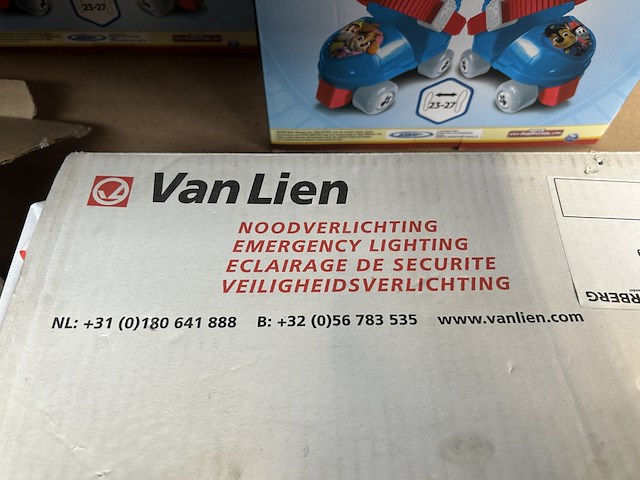 23-27
23-27
Van Lien
NOODVERLICHTING
EMERGENCY LIGHTING
ECLAIRAGE DE SECURITE
VEILIGHEIDSVERLICHTING
RBERG
NL: +31 (0)180 641 888 B: +32 (0)56 783 535 www.vanlien.com